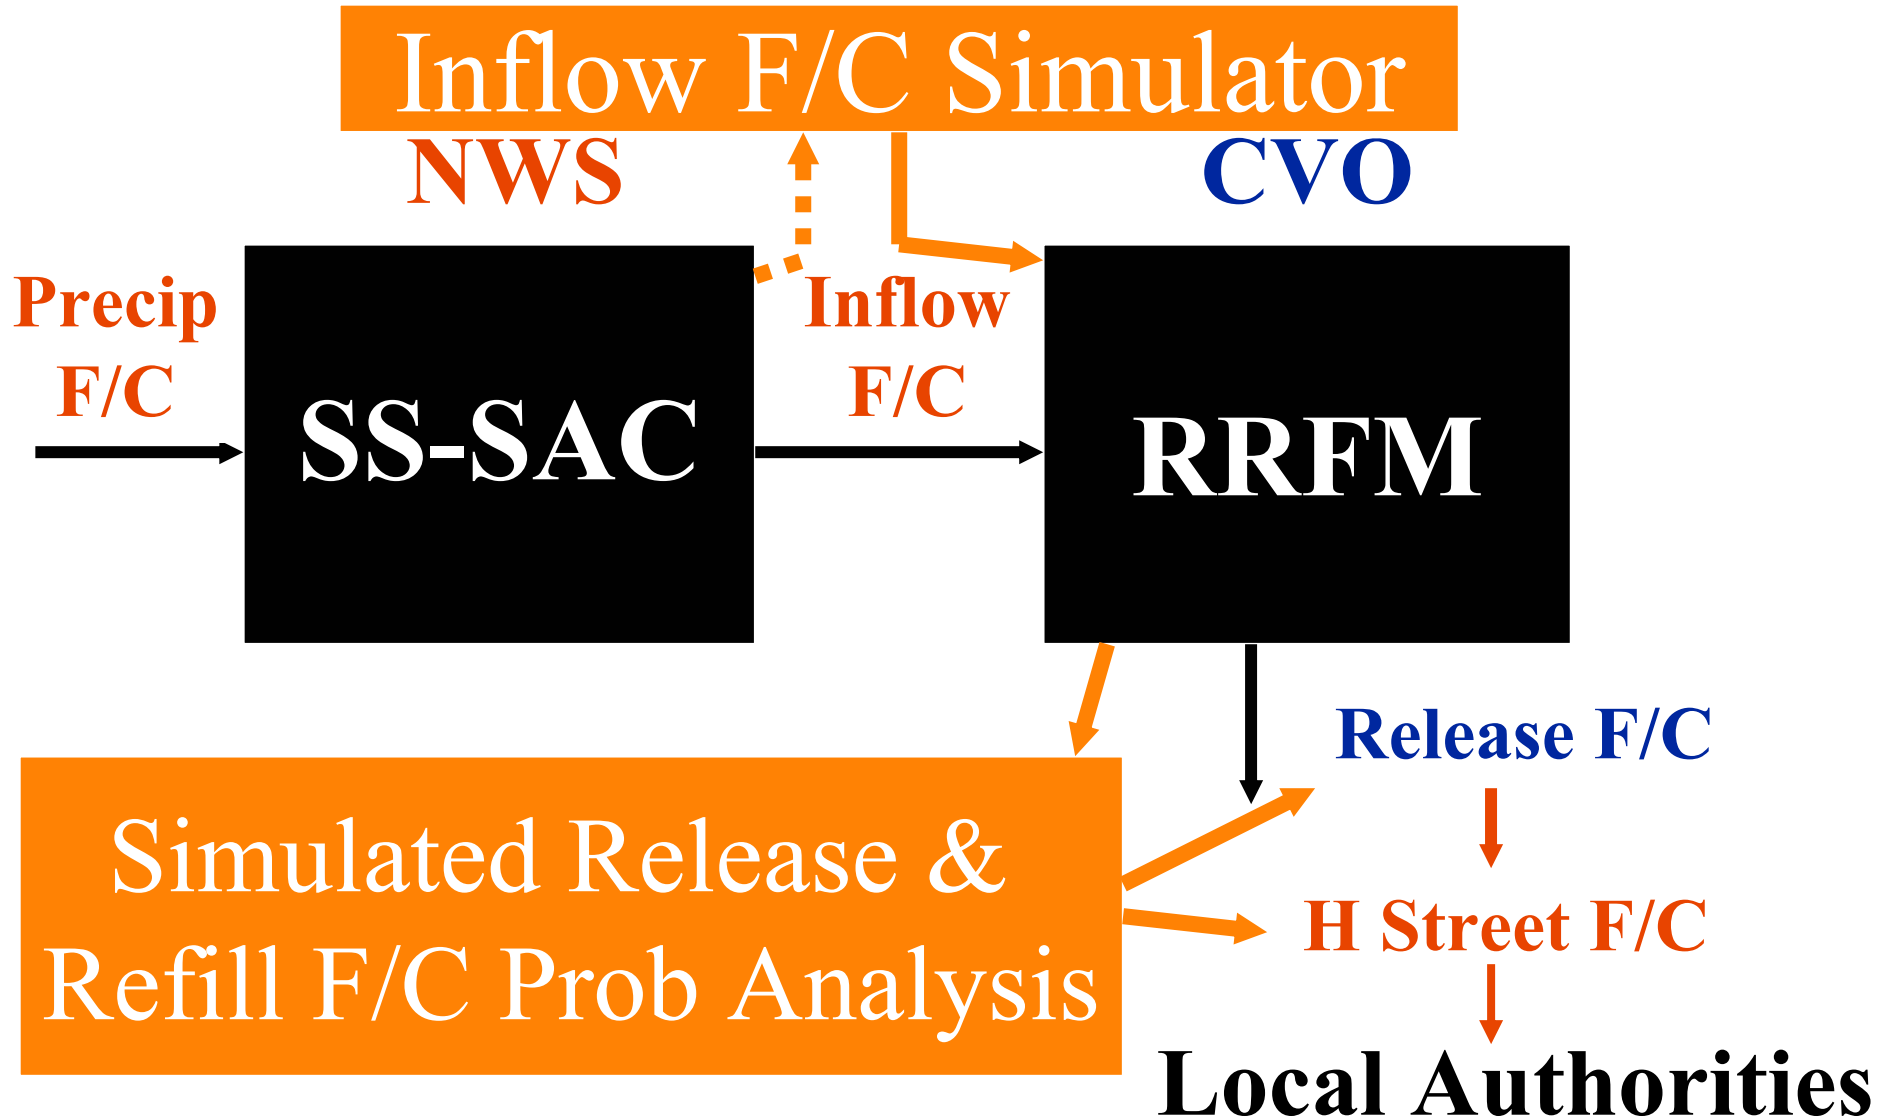 Inflow F/C Simulator
NWS
CVO
Precip
F/C
Inflow
F/C
SS-SAC
RRFM
Release F/C
Simulated Release &
Refill F/C Prob Analysis
H Street F/C
Local Authorities